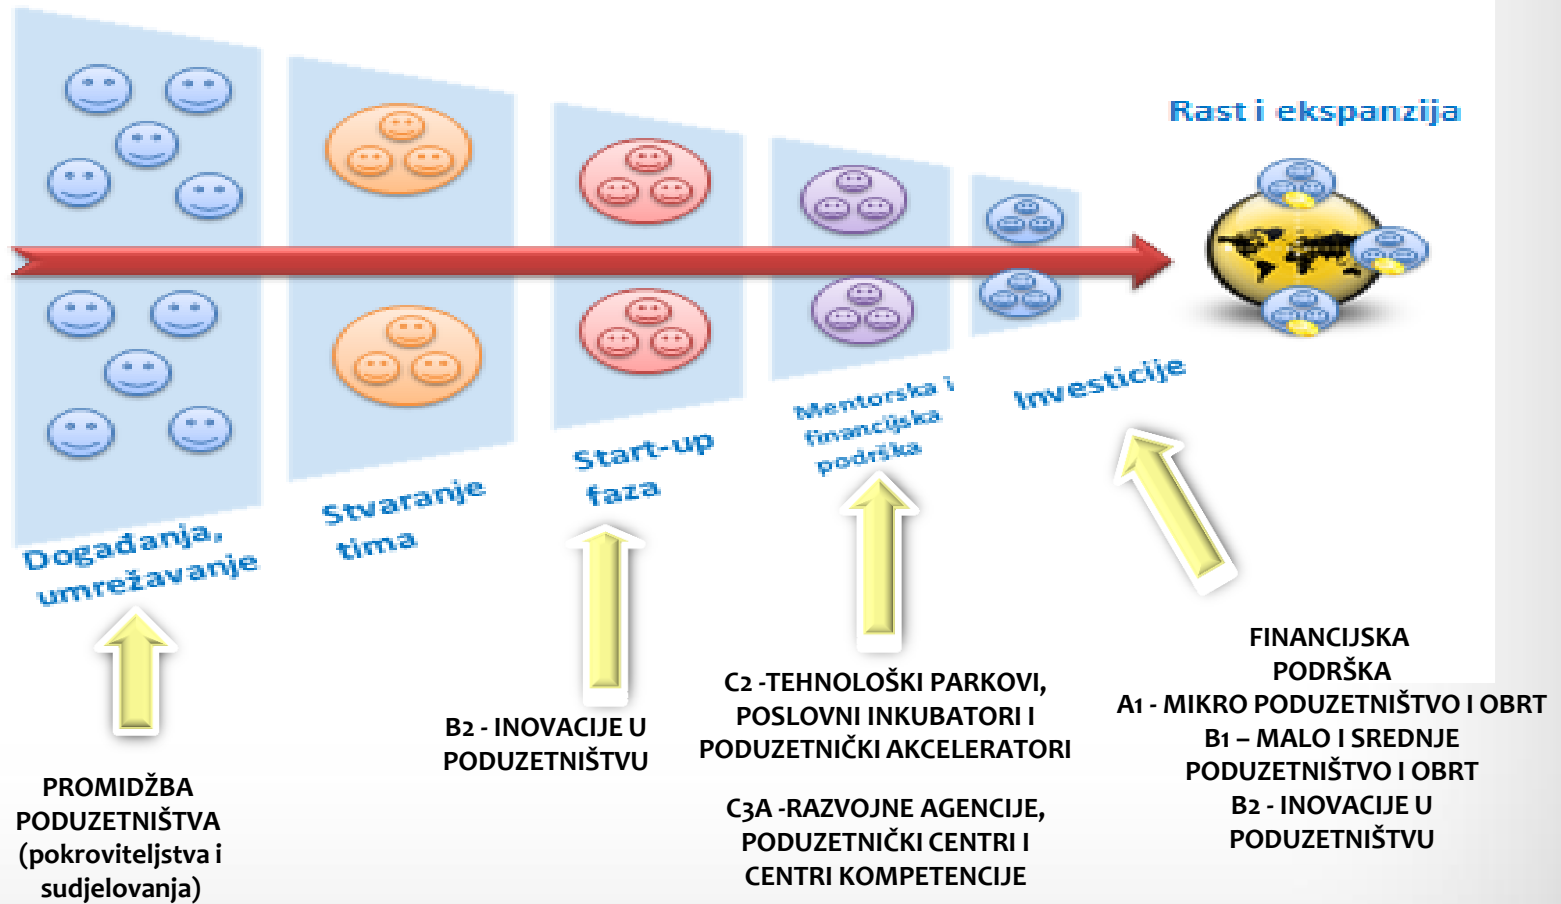 Rast i ekspanzija
Događanja,
umrežavanje
Stvaranje
tima
Start-up
faza
Mentorska i
financijska
podrška
Investicije
PROMIDŽBA
PODUZETNIŠTVA
(pokroviteljstva i
sudjelovanja)
B2 - INOVACIJE U
PODUZETNIŠTVU
C2 -TEHNOLOŠKI PARKOVI,
POSLOVNI INKUBATORI I
PODUZETNIČKI AKCELERATORI
C3A -RAZVOJNE AGENCIJE,
PODUZETNIČKI CENTRI I
CENTRI KOMPETENCIJE
FINANCIJSKA
PODRŠKA
A1 - MIKRO PODUZETNIŠTVO I OBRT
B1 – MALO I SREDNJE
PODUZETNIŠTVO I OBRT
B2 - INOVACIJE U
PODUZETNIŠTVU